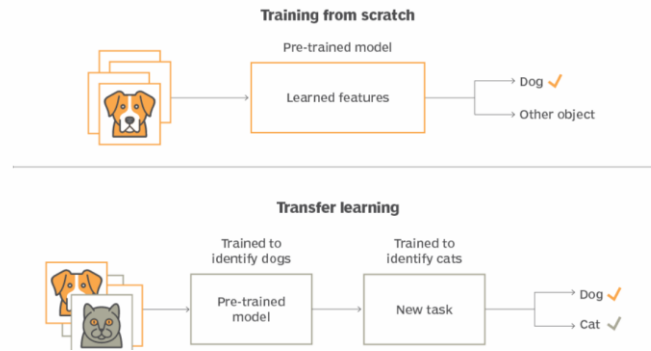 Training from scratch
Pre-trained model
Learned features
Dog
Other object
Transfer learning
Trained to
identify dogs
Trained to
identify cats
Pre-trained
model
New task
Dog
Cat